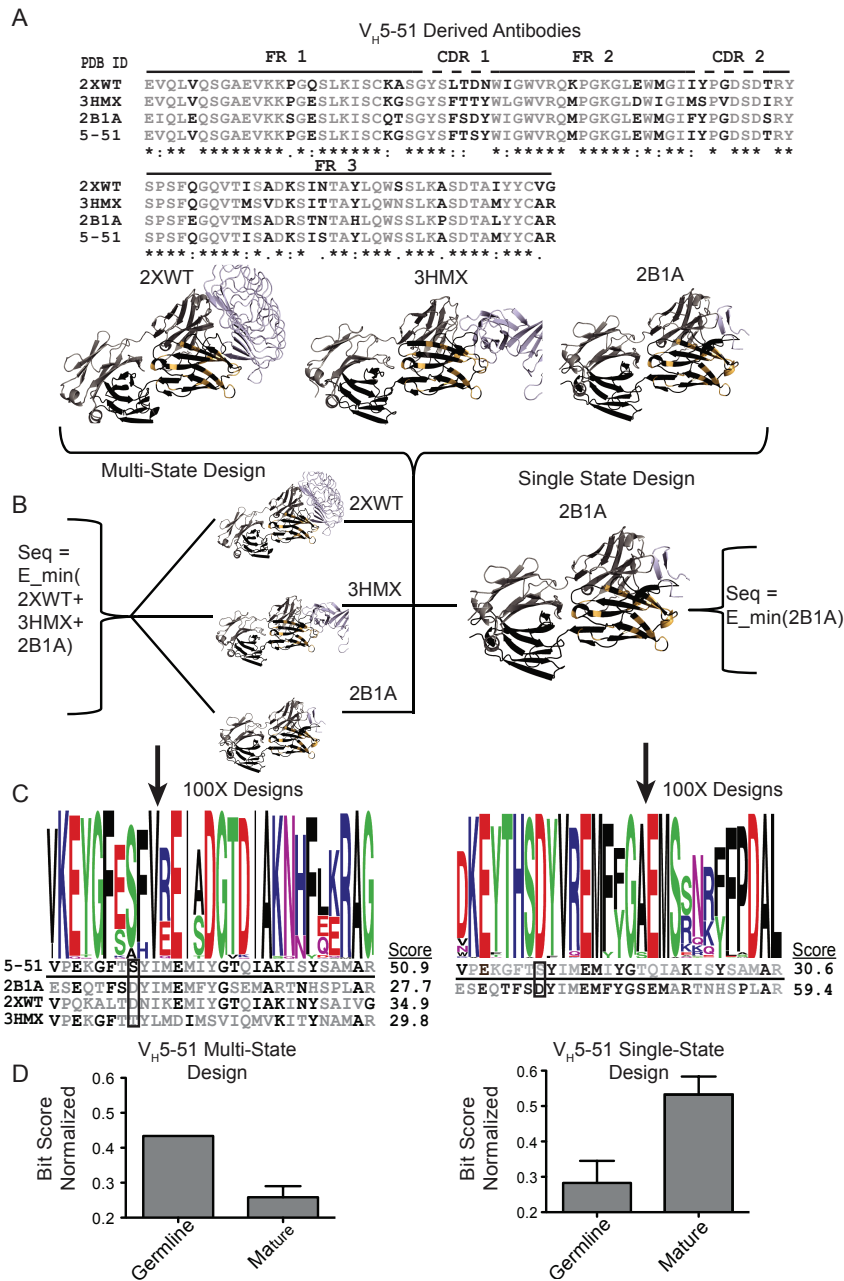 A
V_H5-51 Derived Antibodies
PDB ID FR 1 CDR 1 FR 2 CDR 2
2XWT EVQLVQSGAEVKKPGQSLKISCKASGYSLTDNWIGWVRQKPGKGLEWMGIIYPGDSDTRY
3HMX EVQLVQSGAEVKKPGESLKISCKGSGYSFTTYWLGWVRQMPGKGLDWIGIMSPVDSDIRY
2B1A EIQLEQSGAEVKKPGESLKISCQTSGYSFSDYWIGWVRQMPGKGLEWMGIFYPGDSDSRY
5-51 EVQLVQSGAEVKKPGESLKISCKGSGYSFTSYWIGWVRQMPGKGLEWMGIIYPGDSDTRY
FR 3
2XWT SPSFQGQVTISADKSINTAYLQWSSLKASDTAIYYCVG
3HMX SPSFQGQVTMSVDKSITTAYLQWNSLKASDTAMYYCAR
2B1A SPSFEGQVTMSADRSTNTAHLQWSSLKPSDTALYYCAR
5-51 SPSFQGQVTISADKSISTAYLQWSSLKASDTAMYYCAR
2XWT
3HMX
2B1A
Multi-State Design
Single State Design
B
Seq =
E_min(
2XWT+
3HMX+
2B1A)
2XWT
3HMX
2B1A
2B1A
Seq =
E_min(2B1A)
C
100X Designs
100X Designs
Score
5-51 VPEKGFTSYIMEMIYGTQIAKISYSAMAR 50.9
2B1A ESEQTFSDYIMEMFYGSEMARTNHSPLAR 27.7
2XWT VPQKALTDNIKEMIYGTQIAKINYSAIVG 34.9
3HMX VPEKGFTTYLMDIMSVIQMVKITYNAMAR 29.8
Score
VPEKGFTSYIMEMIYGTQIAKISYSAMAR 30.6
ESEQTFSDYIMEMFYGSEMARTNHSPLAR 59.4
D
V_H5-51 Multi-State
Design
Bit Score
Normalized
0.6
0.5
0.4
0.3
0.2
Germline
Mature
V_H5-51 Single-State
Design
Bit Score
Normalized
0.6
0.5
0.4
0.3
0.2
Germline
Mature